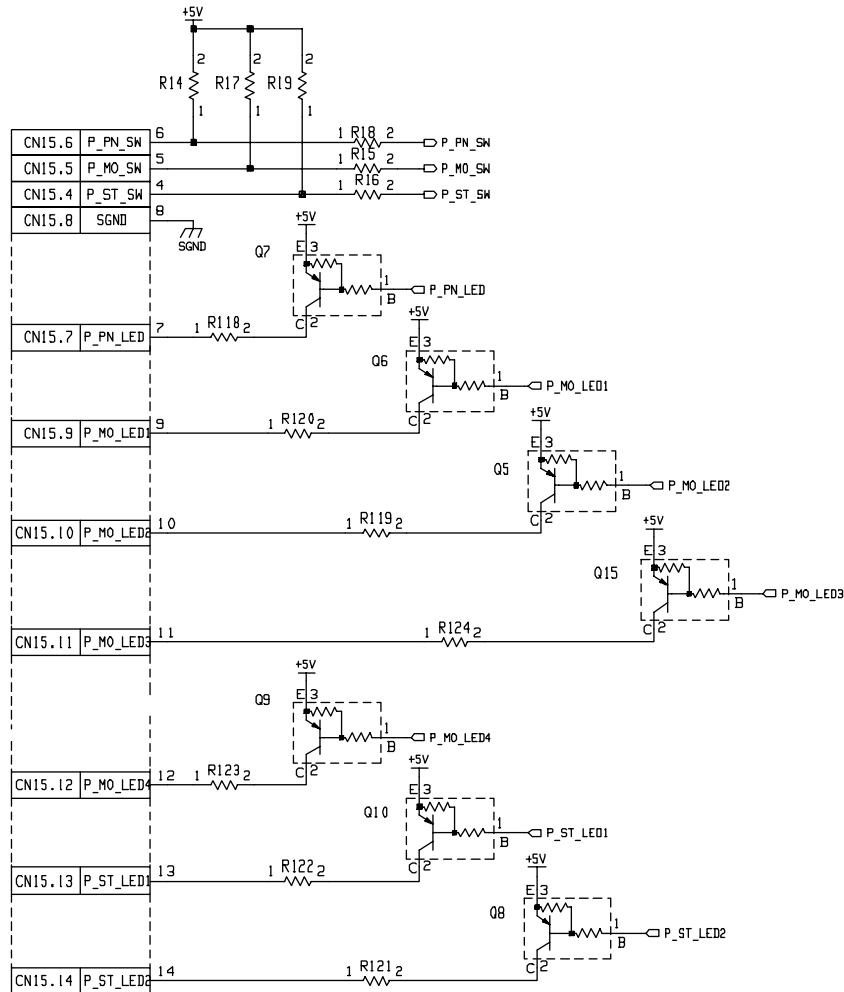 +5V
2 2 2
R14 R17 R19
1 1 1
CN15.6 P_PN_SW 6 1 R18 2 P_PN_SW
CN15.5 P_MO_SW 5 1 R15 2 P_MO_SW
CN15.4 P_ST_SW 4 1 R16 2 P_ST_SW
CN15.8 SGND 8
SGND
+5V
Q7 E 3
1
B P_PN_LED
C 2
CN15.7 P_PN_LED 7 1 R118 2
+5V
Q6 E 3
1
B P_MO_LED1
C 2
CN15.9 P_MO_LED1 9 1 R120 2
+5V
Q5 E 3
1
B P_MO_LED2
C 2
CN15.10 P_MO_LED2 10 1 R119 2
+5V
Q15 E 3
1
B P_MO_LED3
C 2
CN15.11 P_MO_LED3 11 1 R124 2
+5V
Q9 E 3
1
B P_MO_LED4
C 2
CN15.12 P_MO_LED4 12 1 R123 2
+5V
Q10 E 3
1
B P_ST_LED1
C 2
CN15.13 P_ST_LED1 13 1 R122 2
+5V
Q8 E 3
1
B P_ST_LED2
C 2
CN15.14 P_ST_LED2 14 1 R121 2